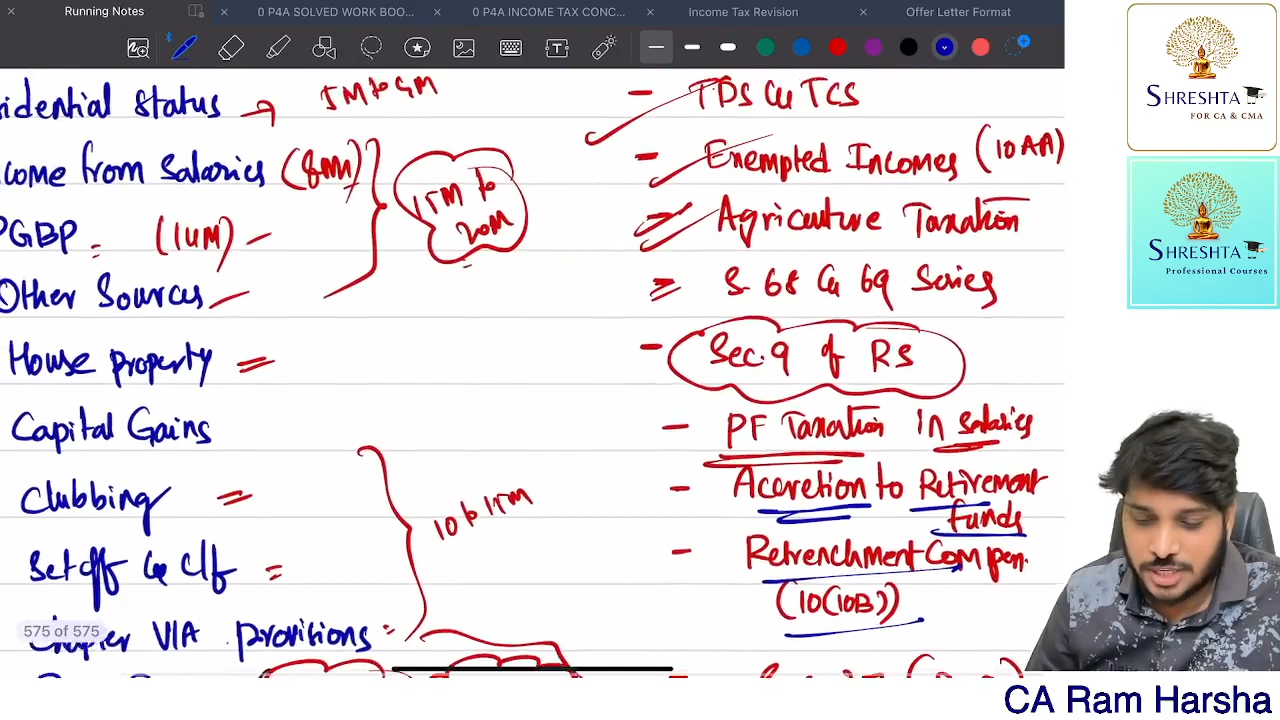 Running Notes
0 P4A SOLVED WORK BOO...
0 P4A INCOME TAX CONC...
Income Tax Revision
Offer Letter Format
sidential Status → 5M to 6M
come from Salaries (8M)
PGBP = (14M)
15M to 20M
Other Sources
House property =
Capital Gains
Clubbing =
Set off & C/f =
Chapter VIA provisions
10 to 15M
- TDS & TCS
- Exempted Incomes (10AA)
- Agriculture Taxation
- S. 68 & 69 Series
- Sec. 9 of RS
- PF Taxation in Salaries
- Accretion to Retirement
funds
- Retrenchment Compen.
(10(10B))
575 of 575
SHRESHTA
FOR CA & CMA
SHRESHTA
Professional Courses
CA Ram Harsha